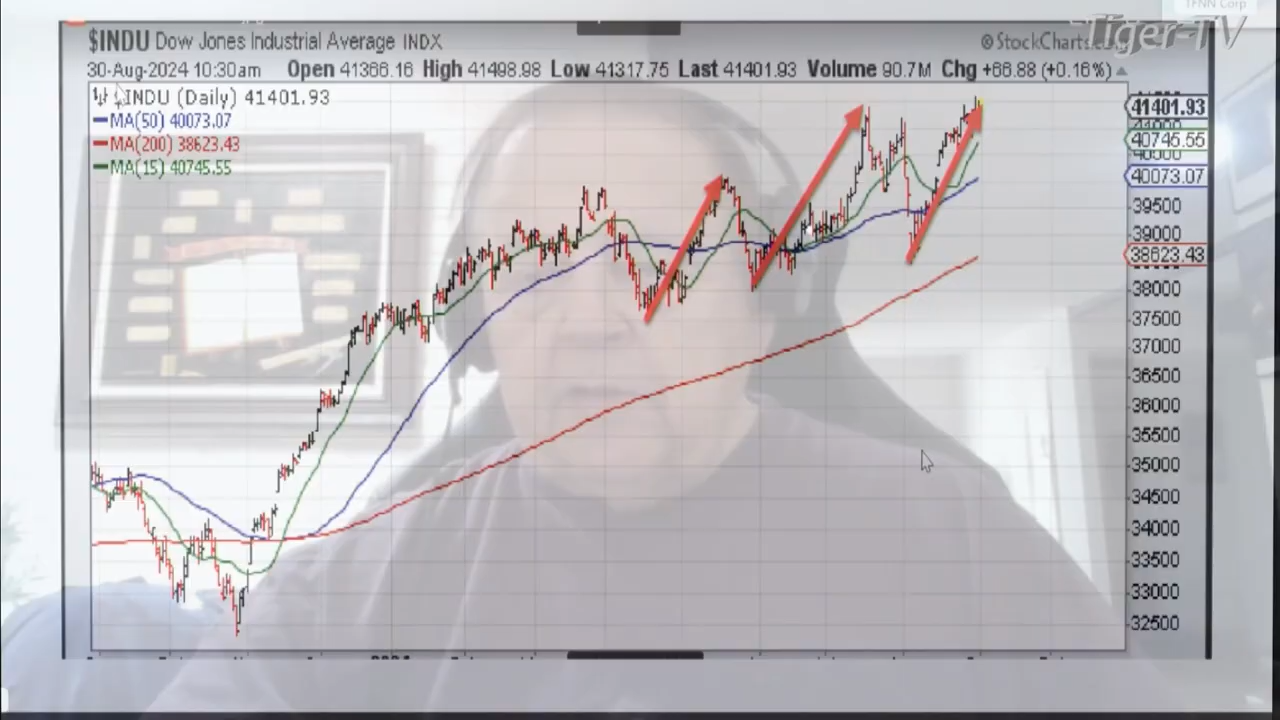 TFNN Corp
Tiger-TV
$INDU Dow Jones Industrial Average INDX
©StockCharts.c
30-Aug-2024 10:30am Open 41366.16 High 41498.98 Low 41317.75 Last 41401.93 Volume 90.7M Chg +66.88 (+0.16%)
$INDU (Daily) 41401.93
MA(50) 40073.07
MA(200) 38623.43
MA(15) 40745.55
41401.93
40745.55
40500
40073.07
39500
39000
38623.43
38000
37500
37000
36500
36000
35500
35000
34500
34000
33500
33000
32500